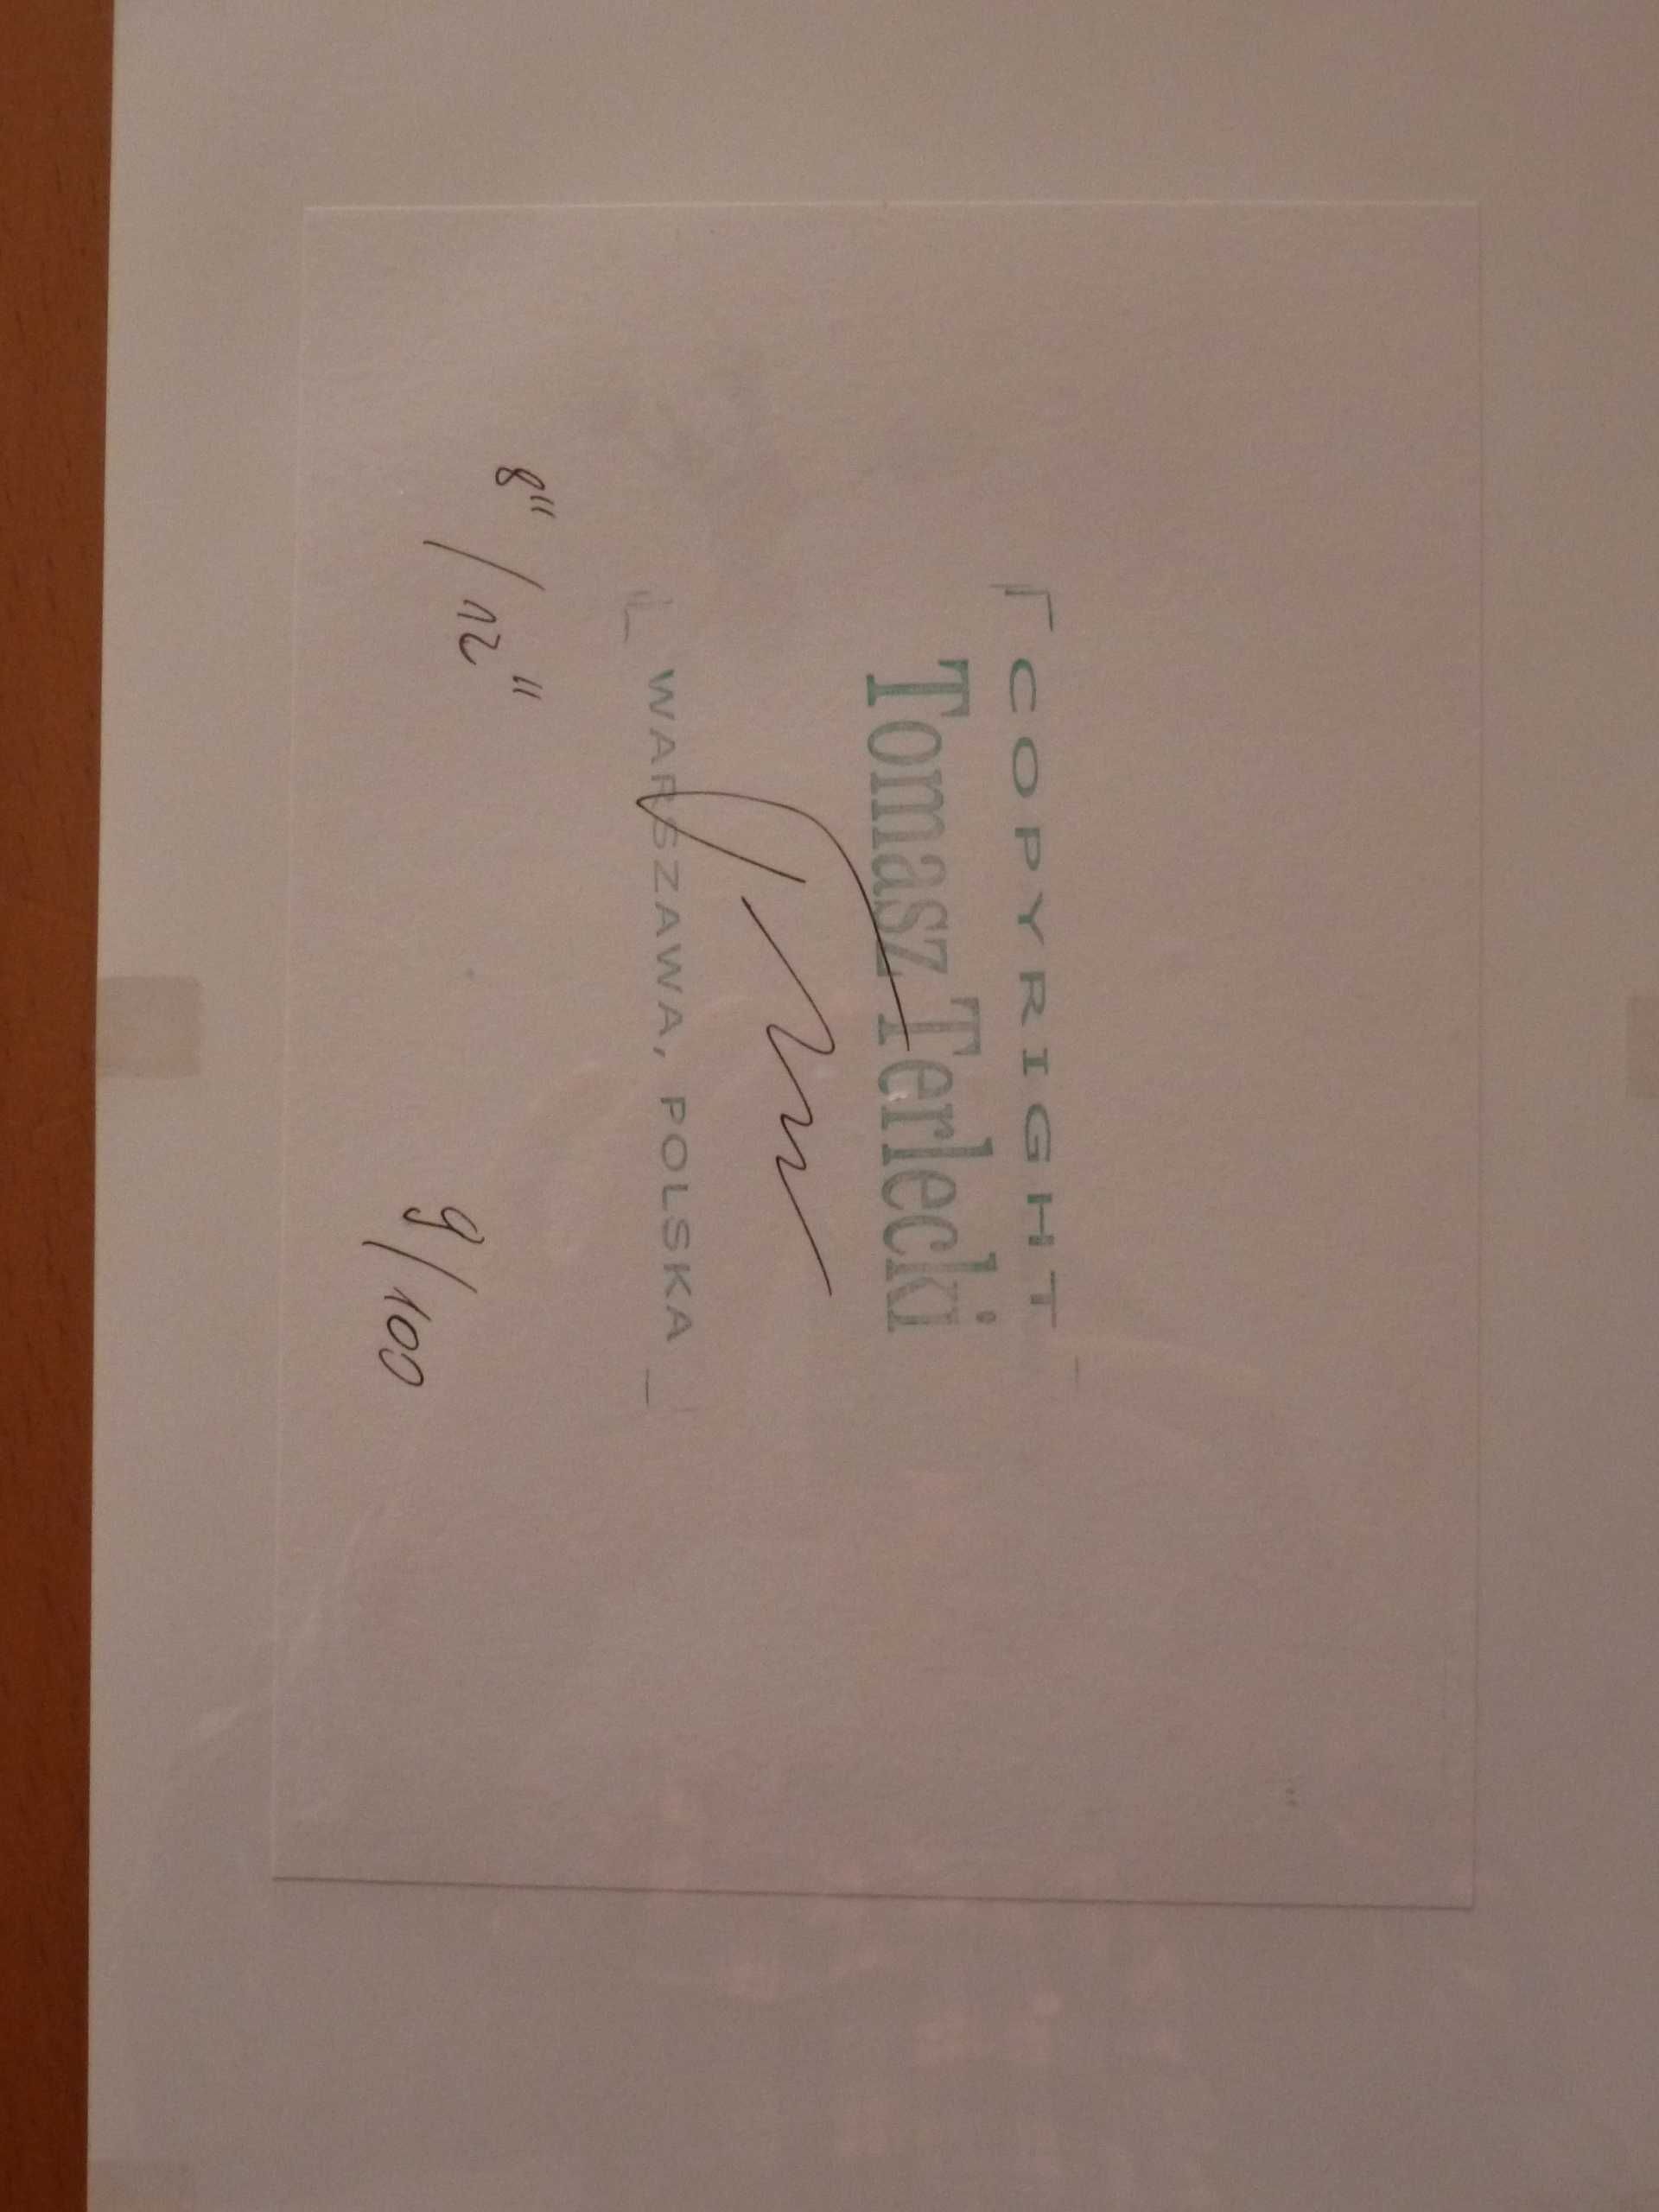 COPYRIGHT
Tomasz Terlecki
WARSZAWA, POLSKA
8" / 12"
9/100